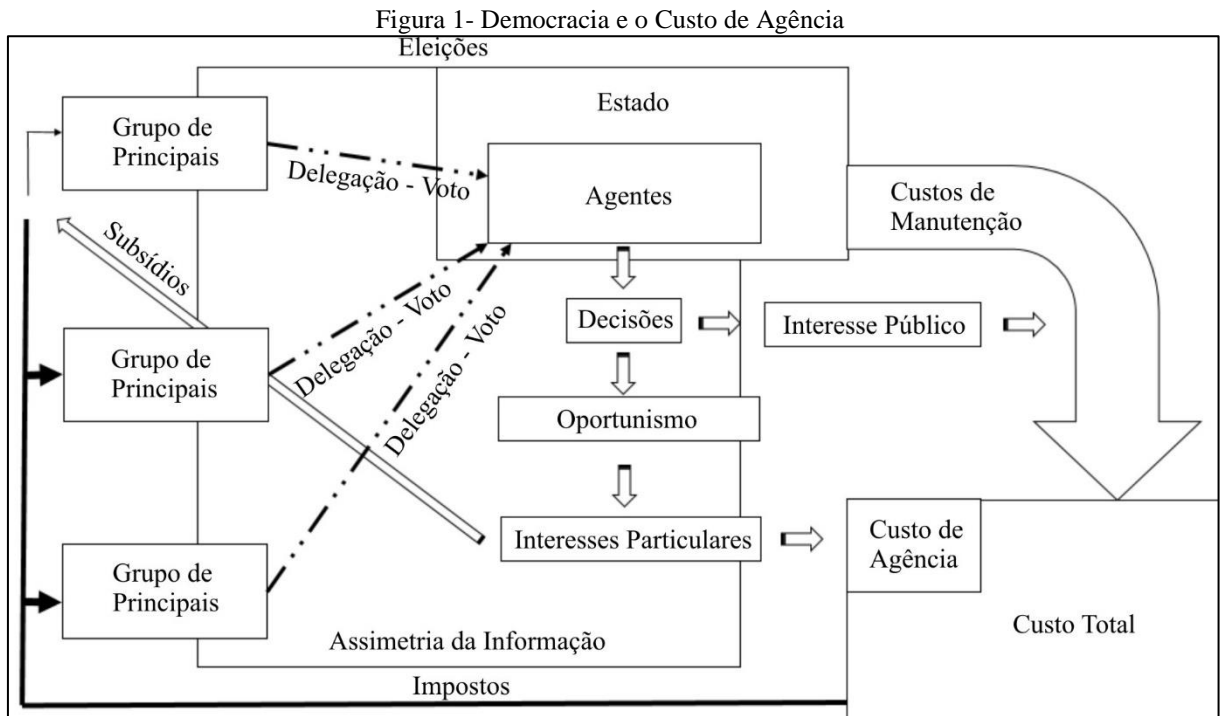 Figura 1- Democracia e o Custo de Agência
Eleições
Estado
Grupo de
Principais
Delegação - Voto
Agentes
Custos de
Manutenção
Subsídios
Decisões
Interesse Público
Grupo de
Principais
Delegação - Voto
Delegação - Voto
Oportunismo
Interesses Particulares
Custo de
Agência
Grupo de
Principais
Custo Total
Assimetria da Informação
Impostos